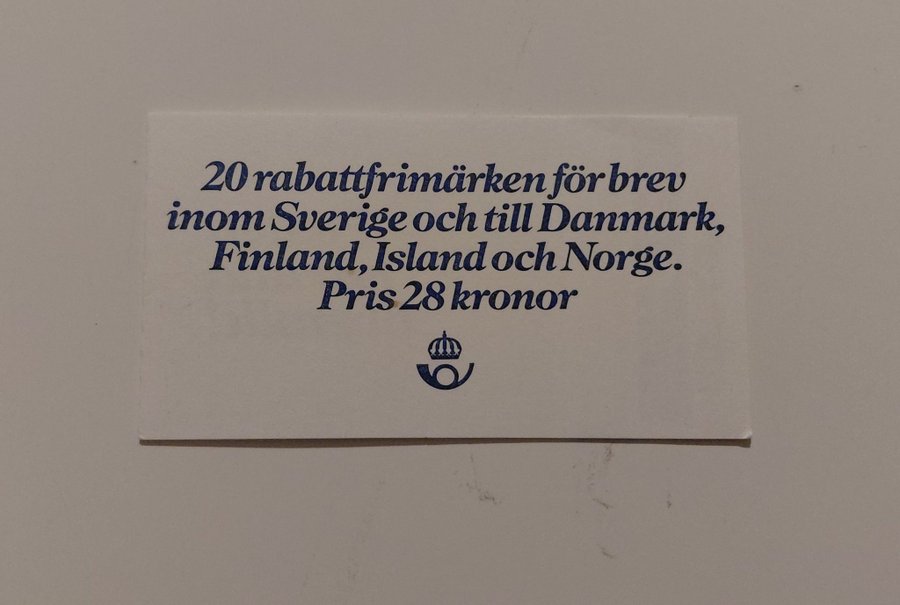 20 rabattfrimärken för brev
inom Sverige och till Danmark,
Finland, Island och Norge.
Pris 28 kronor